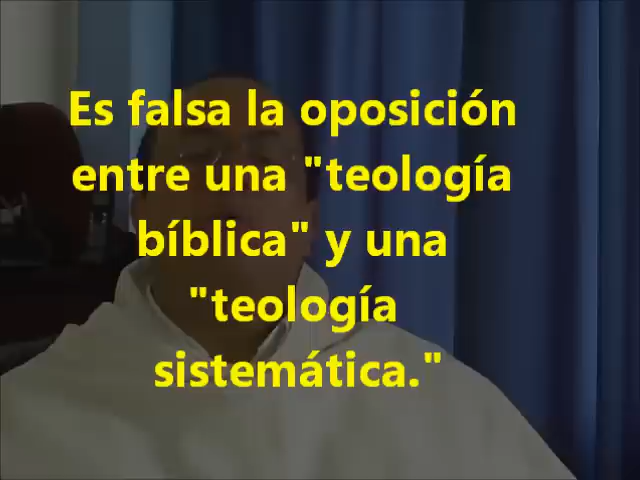 Es falsa la oposición
entre una "teología
bíblica" y una
"teología
sistemática."